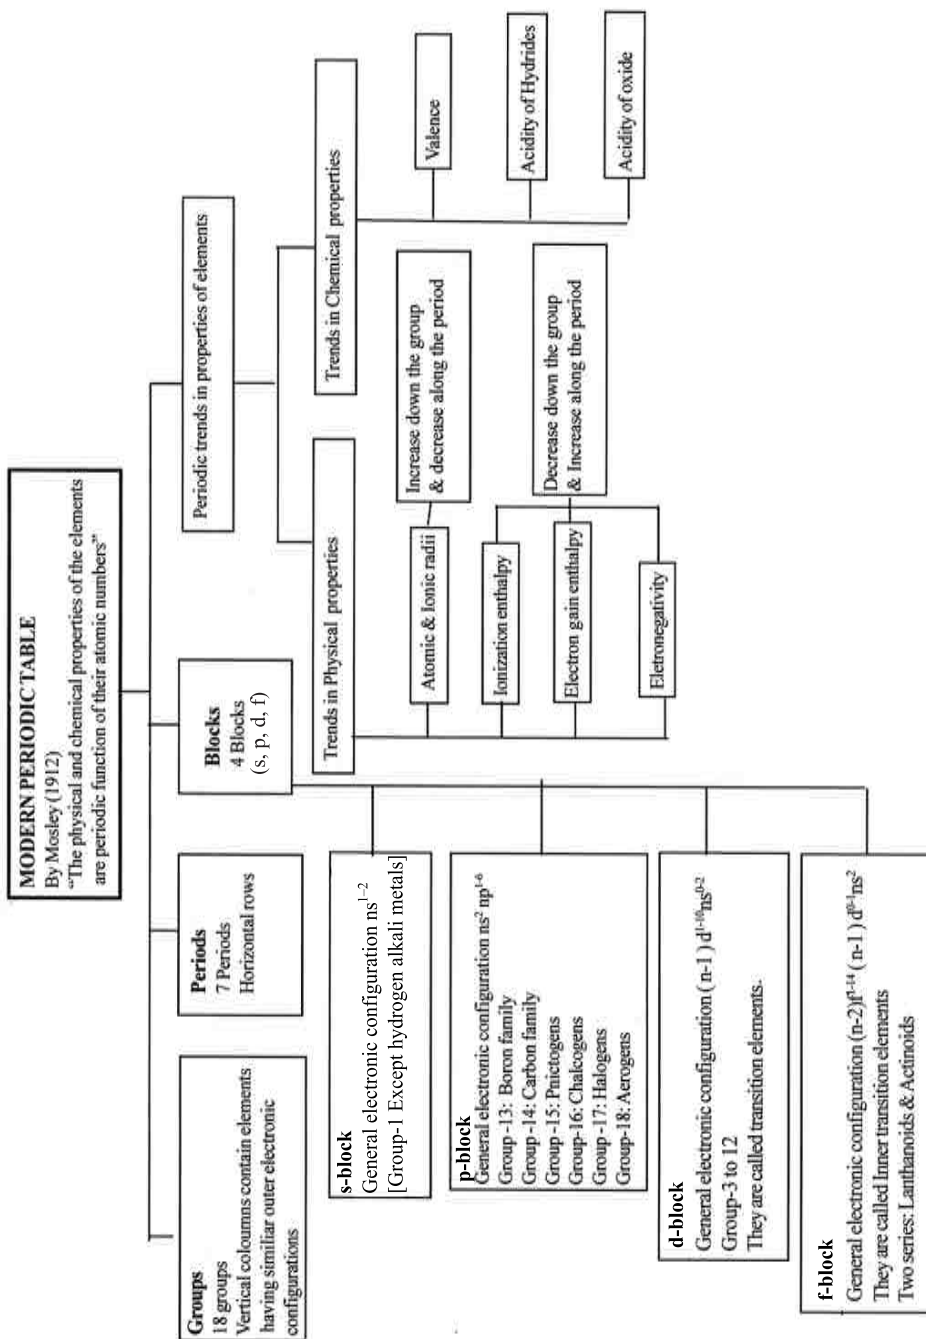 MODERN PERIODIC TABLE
By Mosley (1912)
“The physical and chemical properties of the elements
are periodic function of their atomic numbers”
Groups
18 groups
Vertical coloumns contain elements
having similiar outer electronic
configurations
Periods
7 Periods
Horizontal rows
Blocks
4 Blocks
(s, p, d, f)
Periodic trends in properties of elements
s-block
General electronic configuration ns¹⁻²
[Group-1 Except hydrogen alkali metals]
p-block
General electronic configuration ns² np¹⁻⁶
Group -13: Boron family
Group -14: Carbon family
Group -15: Pnictogens
Group -16: Chalcogens
Group -17: Halogens
Group-18: Aerogens
d-block
General electronic configuration ( n-1 ) d¹⁻¹⁰ns⁰⁻²
Group-3 to 12
They are called transition elements.
f-block
General electronic configuration (n-2)f¹⁻¹⁴ ( n-1 ) d⁰⁻¹ns²
They are called Inner transition elements
Two series: Lanthanoids & Actinoids
Trends in Physical properties
Atomic & Ionic radii
Increase down the group
& decrease along the period
Ionization enthalpy
Electron gain enthalpy
Eletronegativity
Decrease down the group
& Increase along the period
Trends in Chemical properties
Valence
Acidity of Hydrides
Acidity of oxide